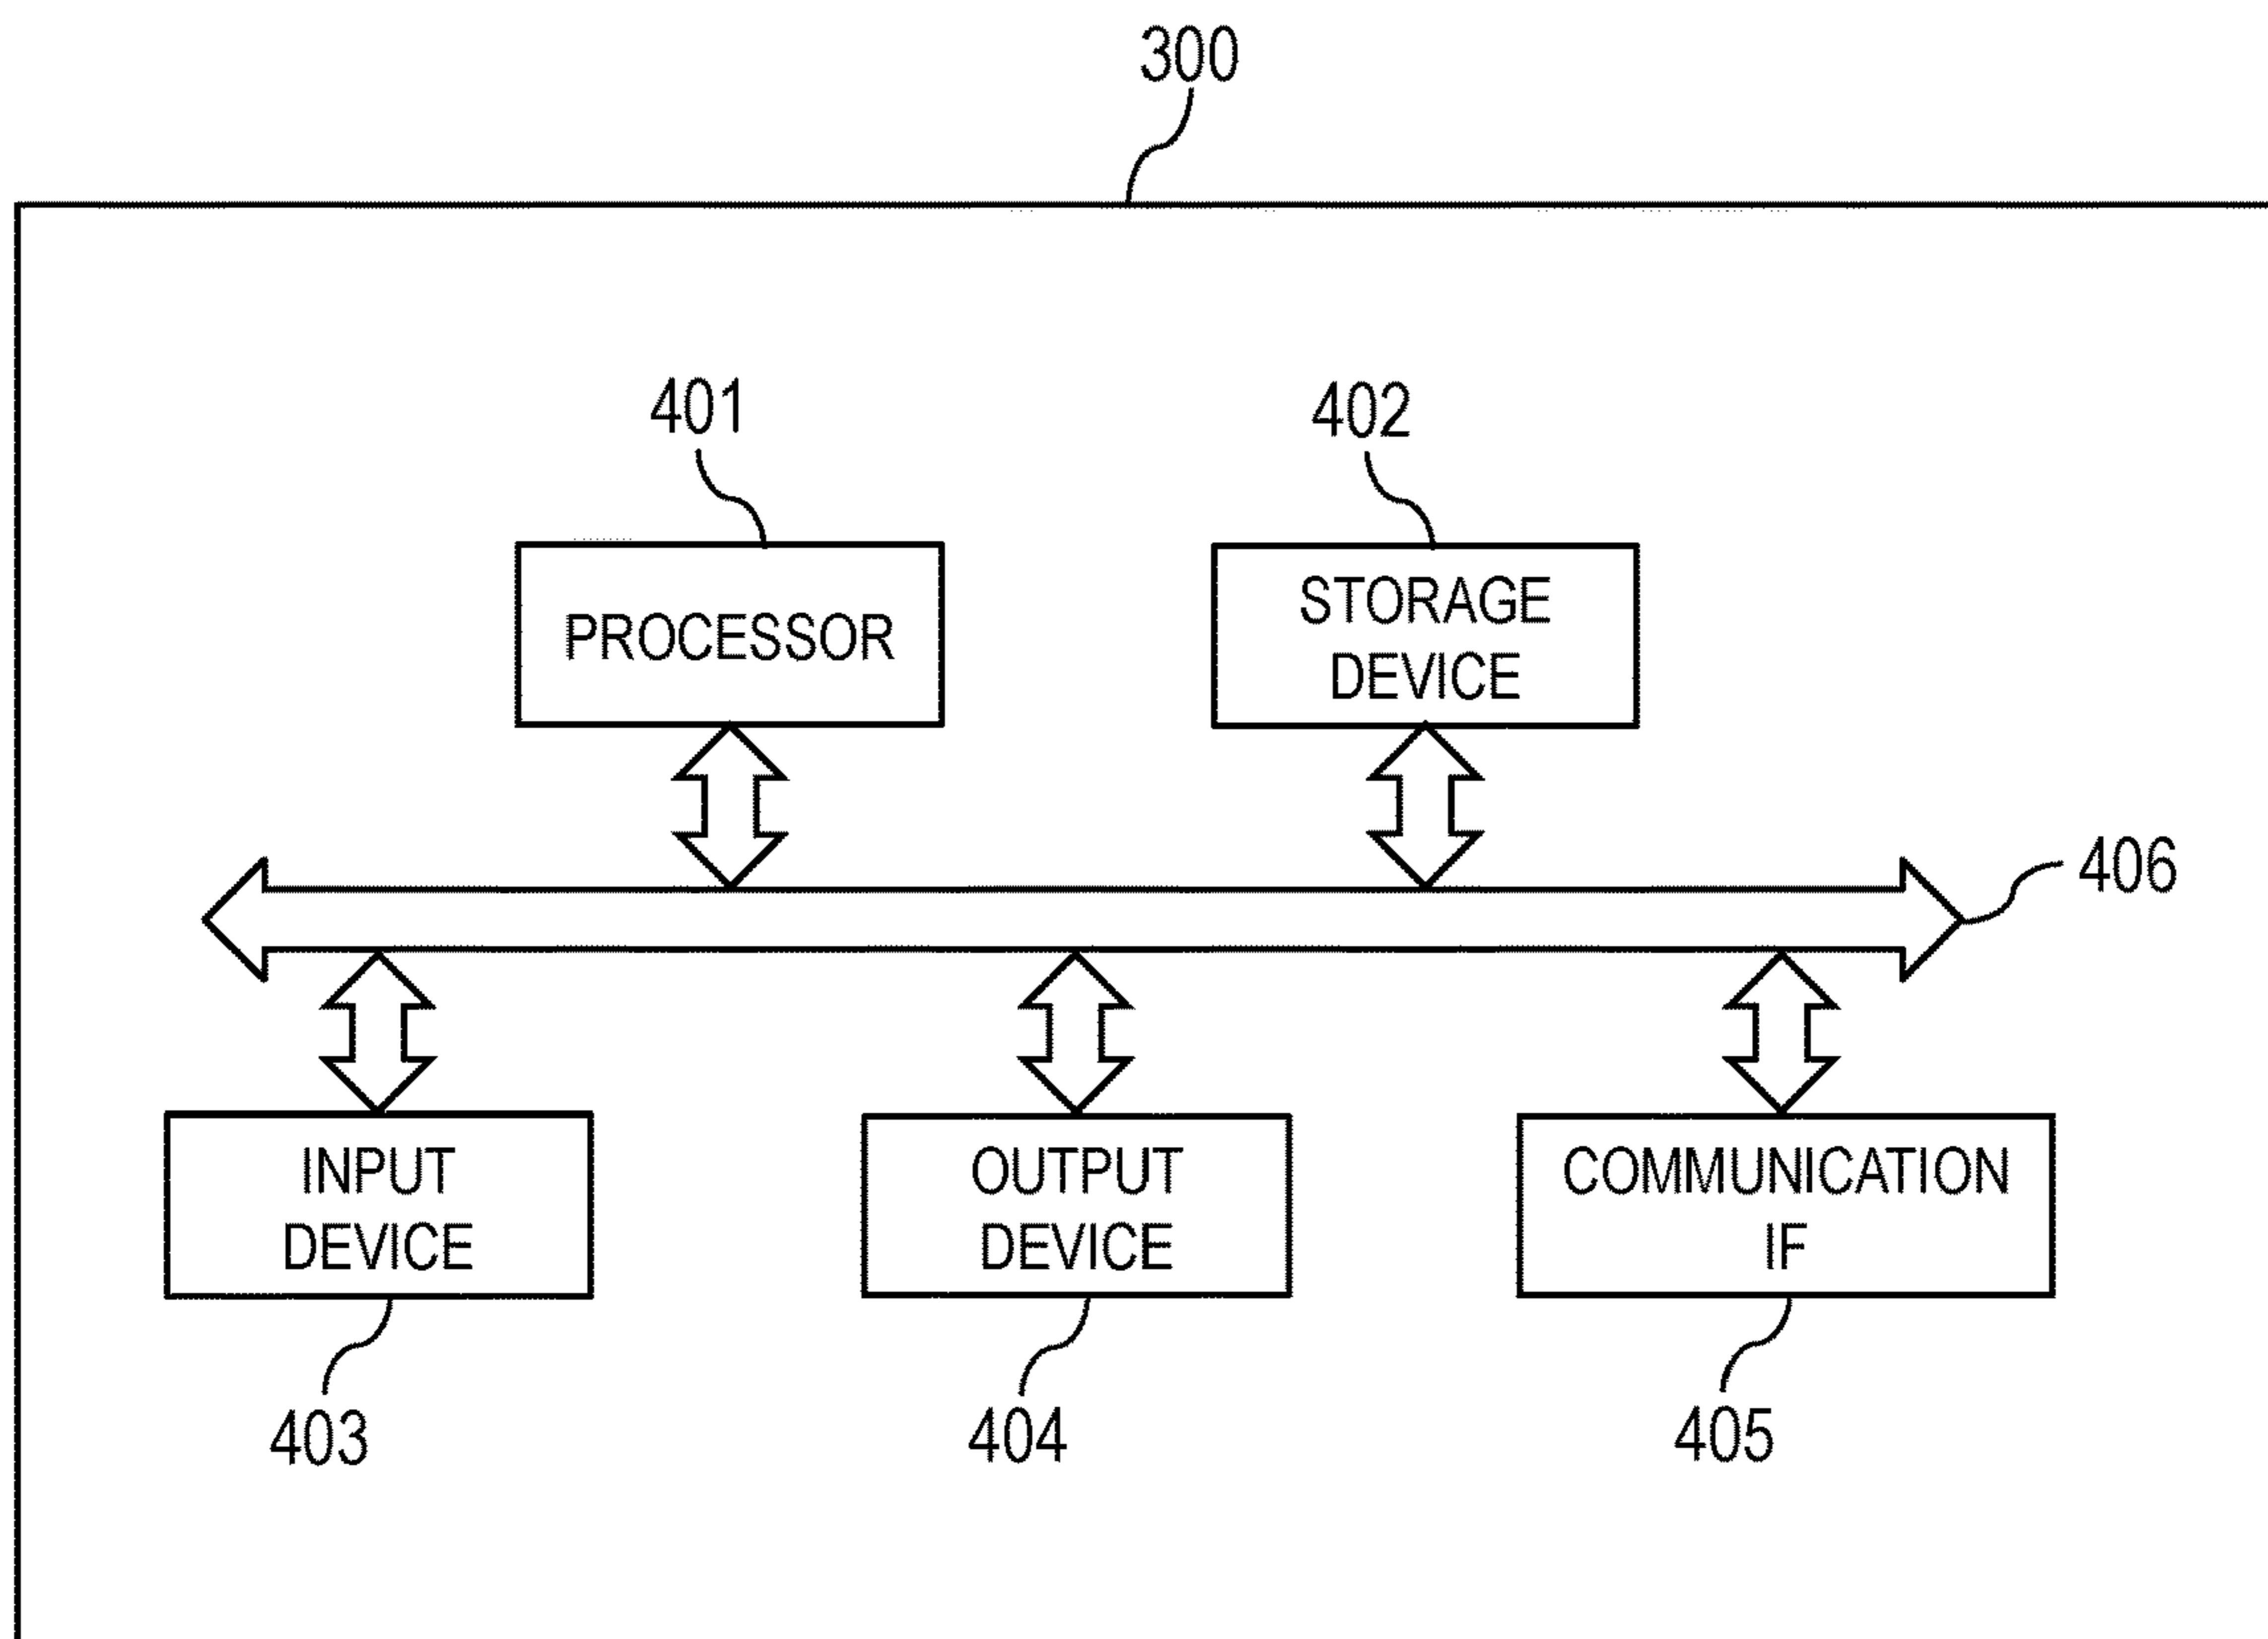 300
401
402
PROCESSOR
STORAGE
DEVICE
406
INPUT
DEVICE
OUTPUT
DEVICE
COMMUNICATION
IF
403
404
405